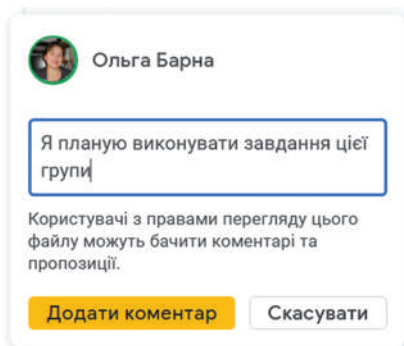 Ольга Барна
Я планую виконувати завдання цієї
групи
Користувачі з правами перегляду цього
файлу можуть бачити коментарі та
пропозиції.
Додати коментар
Скасувати